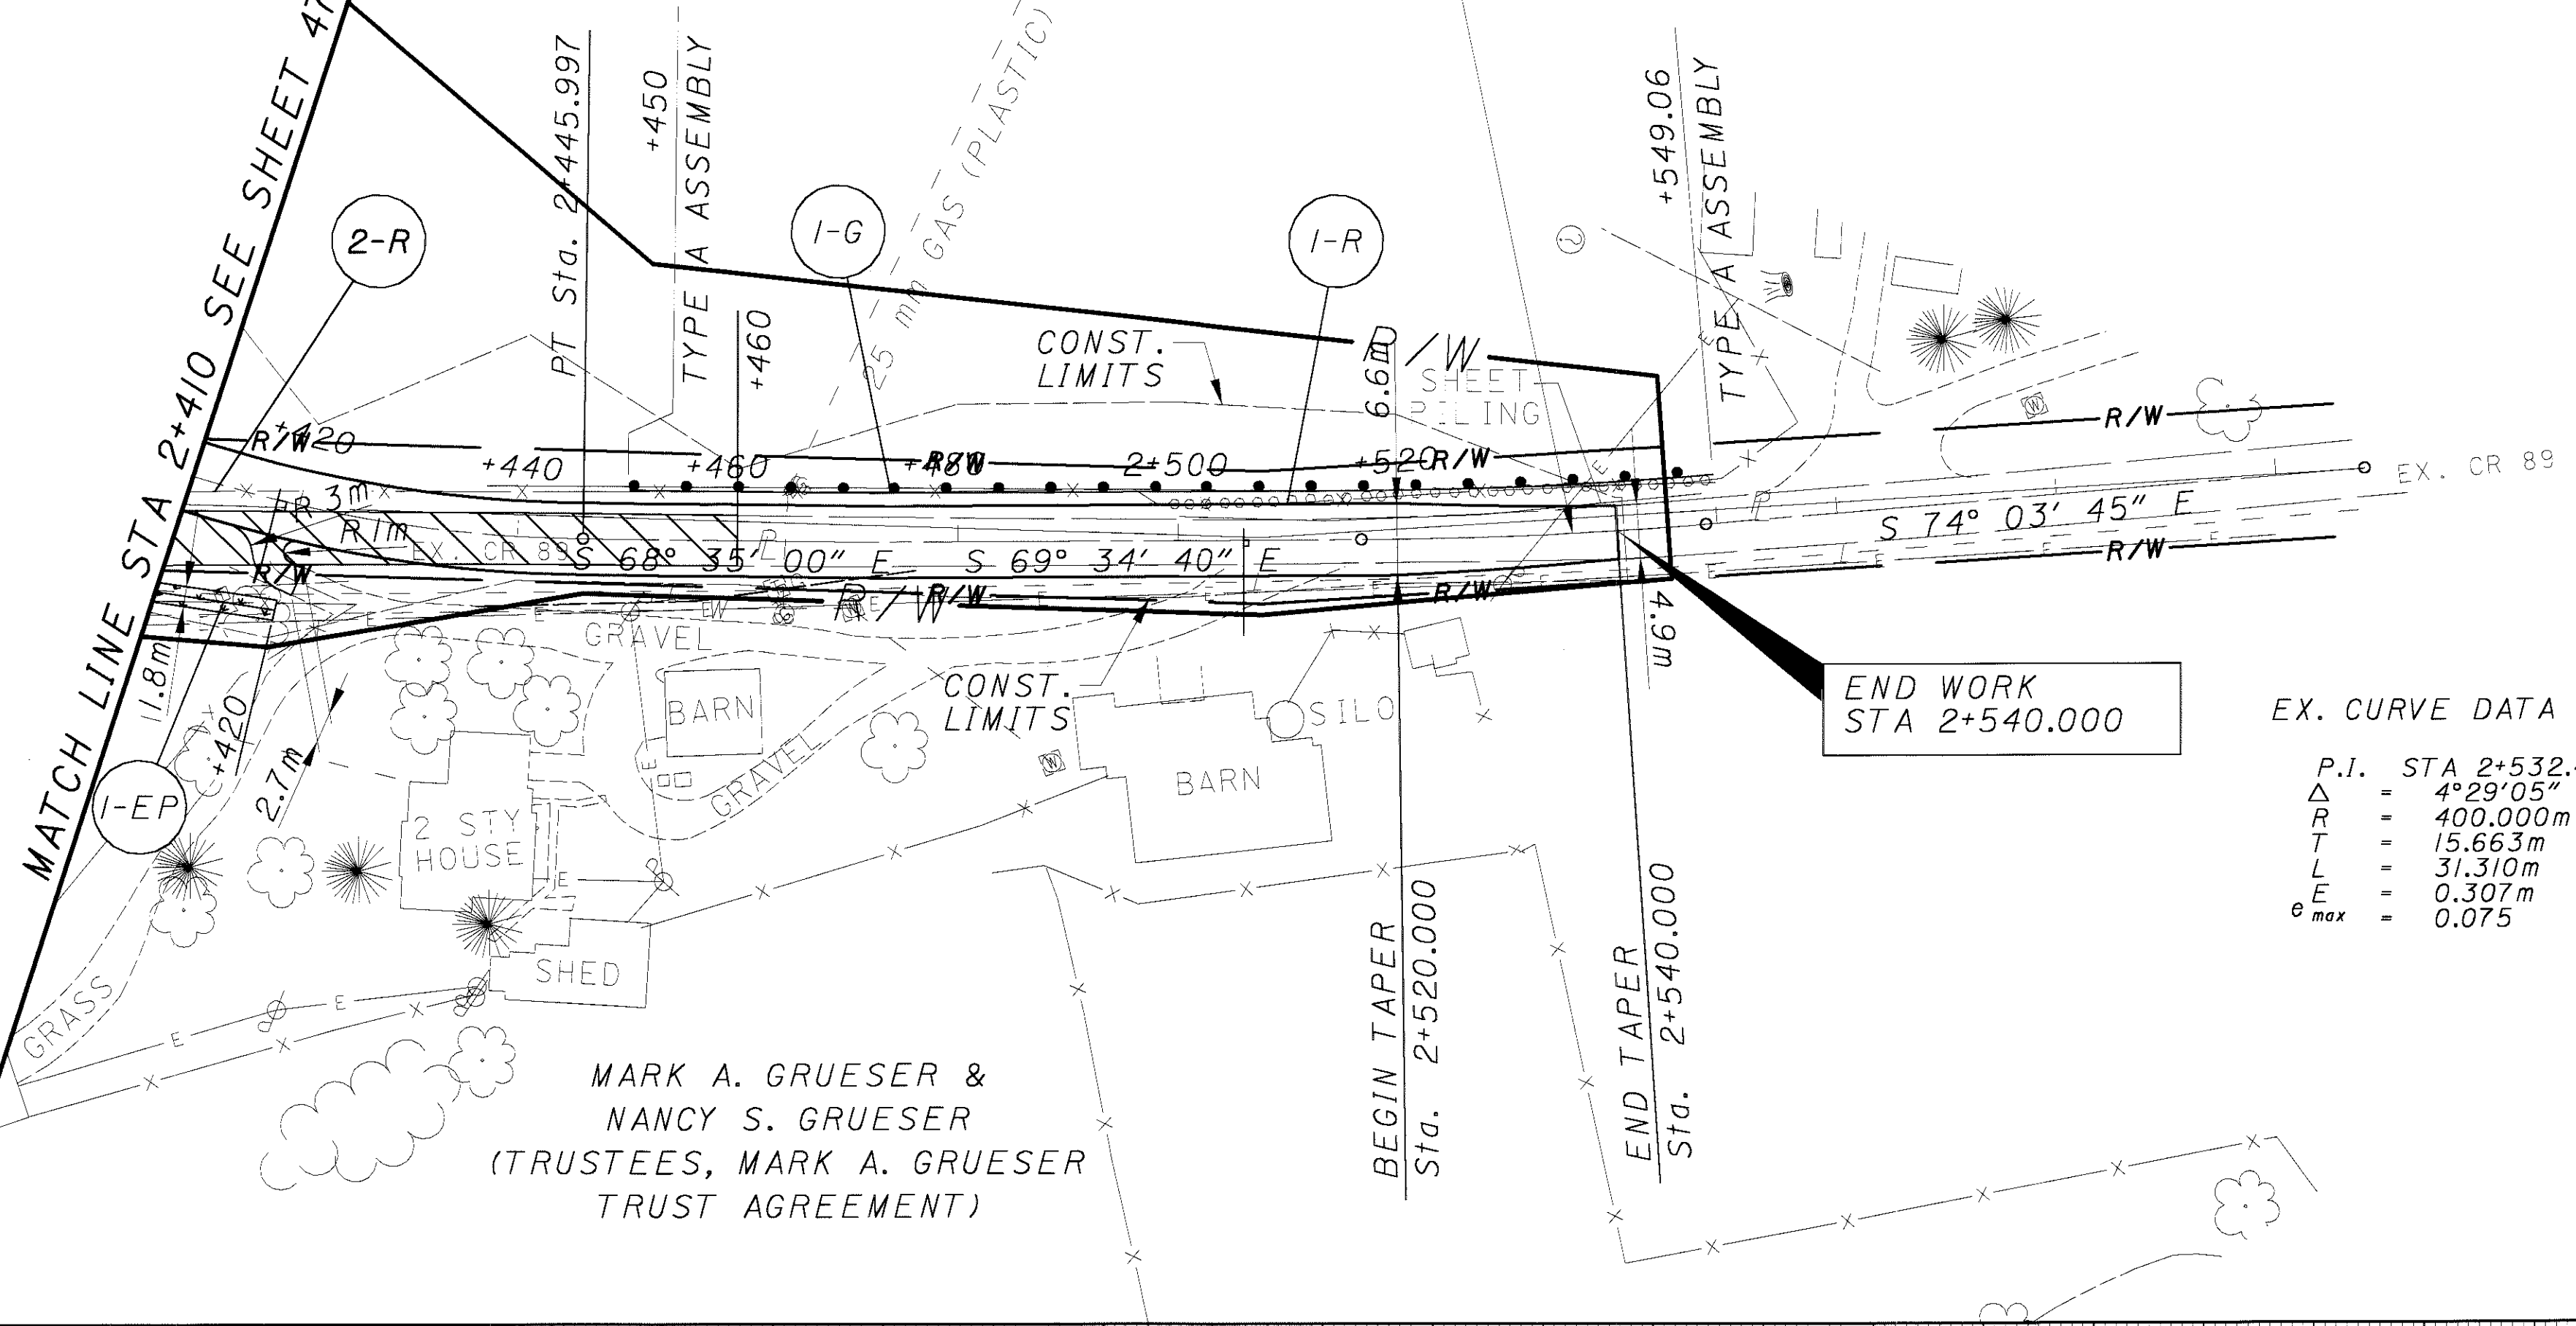 MATCH LINE STA 2+410 SEE SHEET
PT Sta. 2+445.997
+450
TYPE A ASSEMBLY
+460
25 mm GAS (PLASTIC)
+549.06
TYPE A ASSEMBLY
2-R
1-G
1-R
CONST.
LIMITS
R/W
6.6m
SHEET
PILING
R/W
+420
+440
+460
R/W
+480
2+500
+520
R/W
R/W
EX. CR 89
R 3m
R 1m
EX. CR 89
S 68° 35' 00" E
S 69° 34' 40" E
S 74° 03' 45" E
R/W
R/W
R/W
R/W
R/W
GRAVEL
4.9m
11.8m
+420
2.7m
1-EP
BARN
GRAVEL
CONST.
LIMITS
SILO
BARN
2 STY
HOUSE
SHED
GRASS
END WORK
STA 2+540.000
EX. CURVE DATA
P.I. STA 2+532.
Δ = 4°29'05"
R = 400.000m
T = 15.663m
L = 31.310m
E = 0.307m
e max = 0.075
BEGIN TAPER
Sta. 2+520.000
END TAPER
Sta. 2+540.000
MARK A. GRUESER &
NANCY S. GRUESER
(TRUSTEES, MARK A. GRUESER
TRUST AGREEMENT)